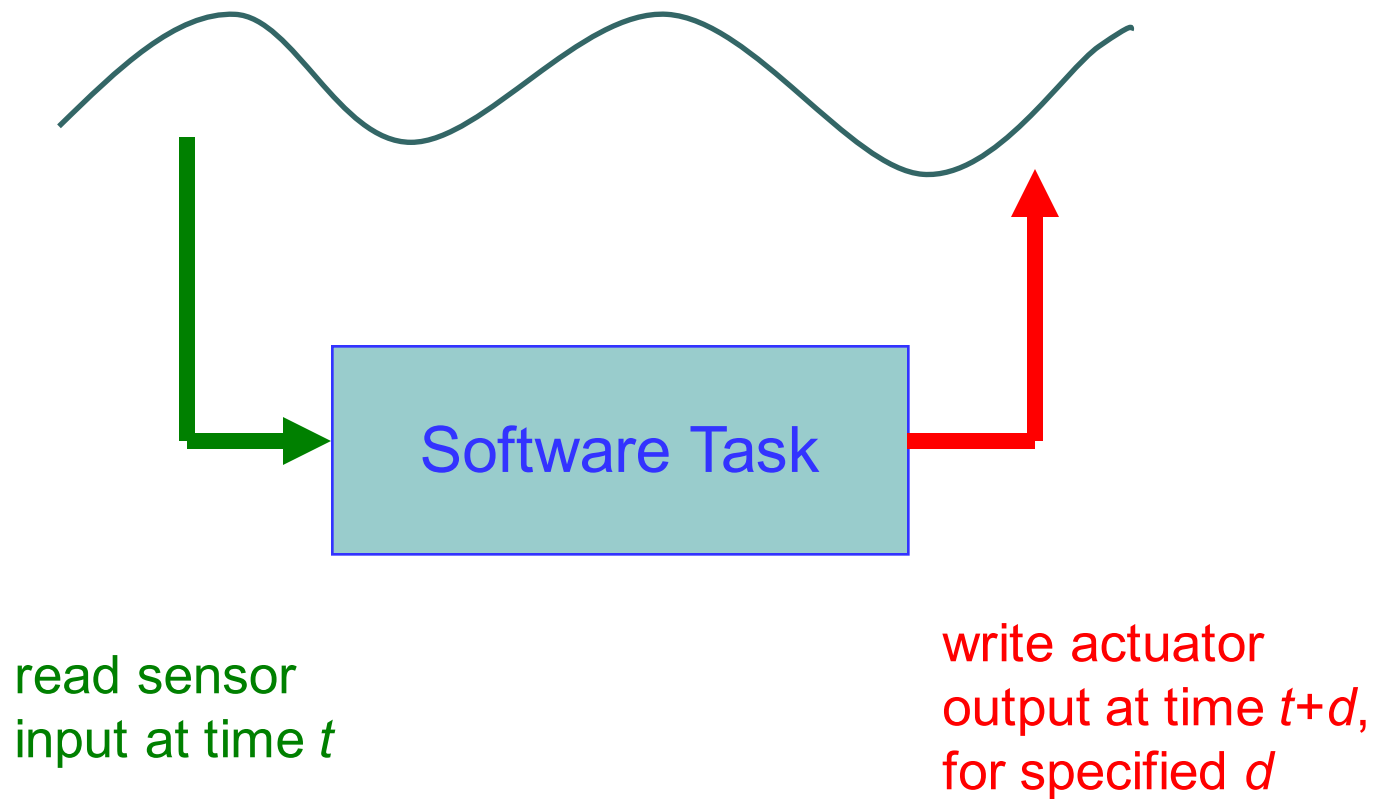 Software Task
read sensor
input at time t
write actuator
output at time t+d,
for specified d